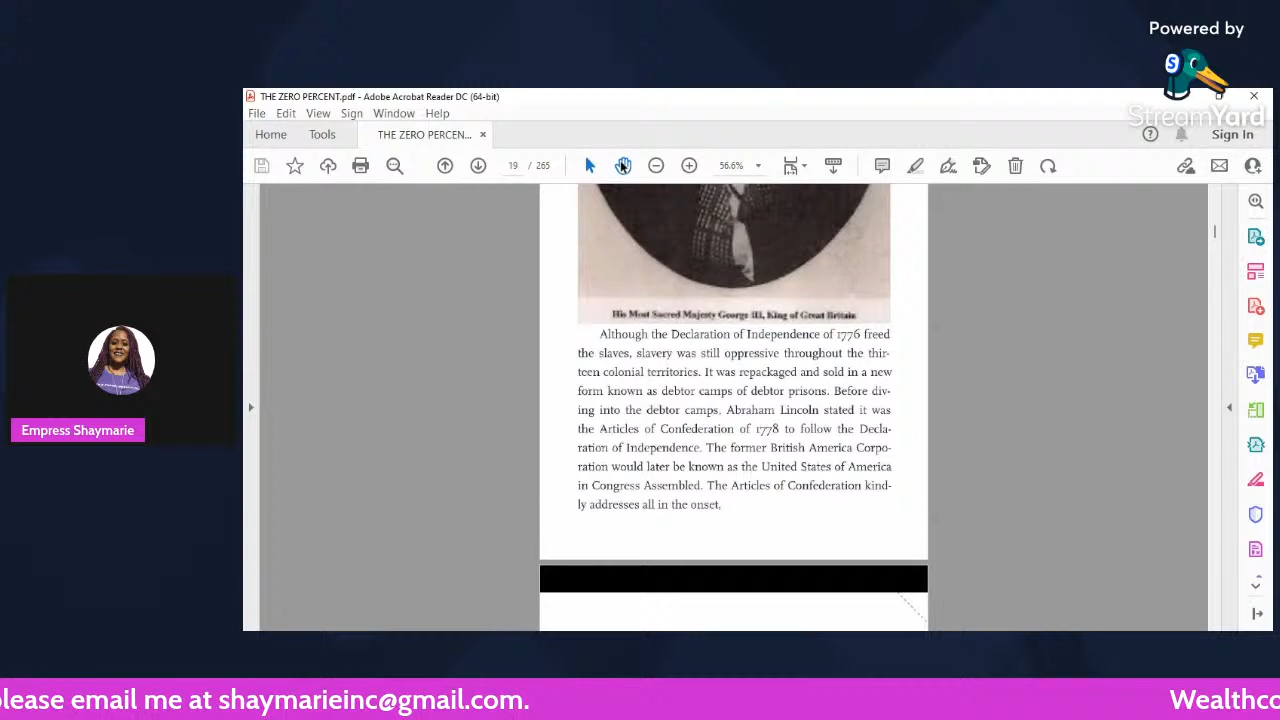 Powered by
StreamYard
THE ZERO PERCENT.pdf - Adobe Acrobat Reader DC (64-bit)
File Edit View Sign Window Help
Home Tools THE ZERO PERCEN... × Sign In
19 / 265 56.6%
His Most Sacred Majesty George III, King of Great Britain
Although the Declaration of Independence of 1776 freed
the slaves, slavery was still oppressive throughout the thir-
teen colonial territories. It was repackaged and sold in a new
form known as debtor camps of debtor prisons. Before div-
ing into the debtor camps, Abraham Lincoln stated it was
the Articles of Confederation of 1778 to follow the Decla-
ration of Independence. The former British America Corpo-
ration would later be known as the United States of America
in Congress Assembled. The Articles of Confederation kind-
ly addresses all in the onset,
Empress Shaymarie
lease email me at shaymarieinc@gmail.com. Wealthco